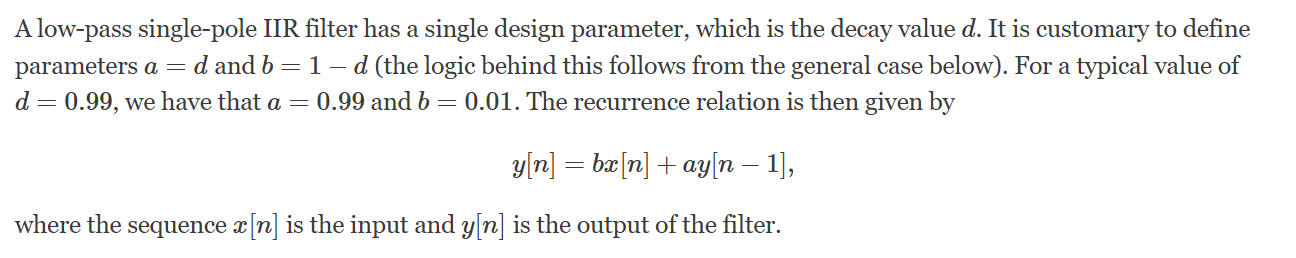 A low-pass single-pole IIR filter has a single design parameter, which is the decay value d. It is customary to define
parameters a = d and b = 1 − d (the logic behind this follows from the general case below). For a typical value of
d = 0.99, we have that a = 0.99 and b = 0.01. The recurrence relation is then given by
y[n] = bx[n] + ay[n − 1],
where the sequence x[n] is the input and y[n] is the output of the filter.